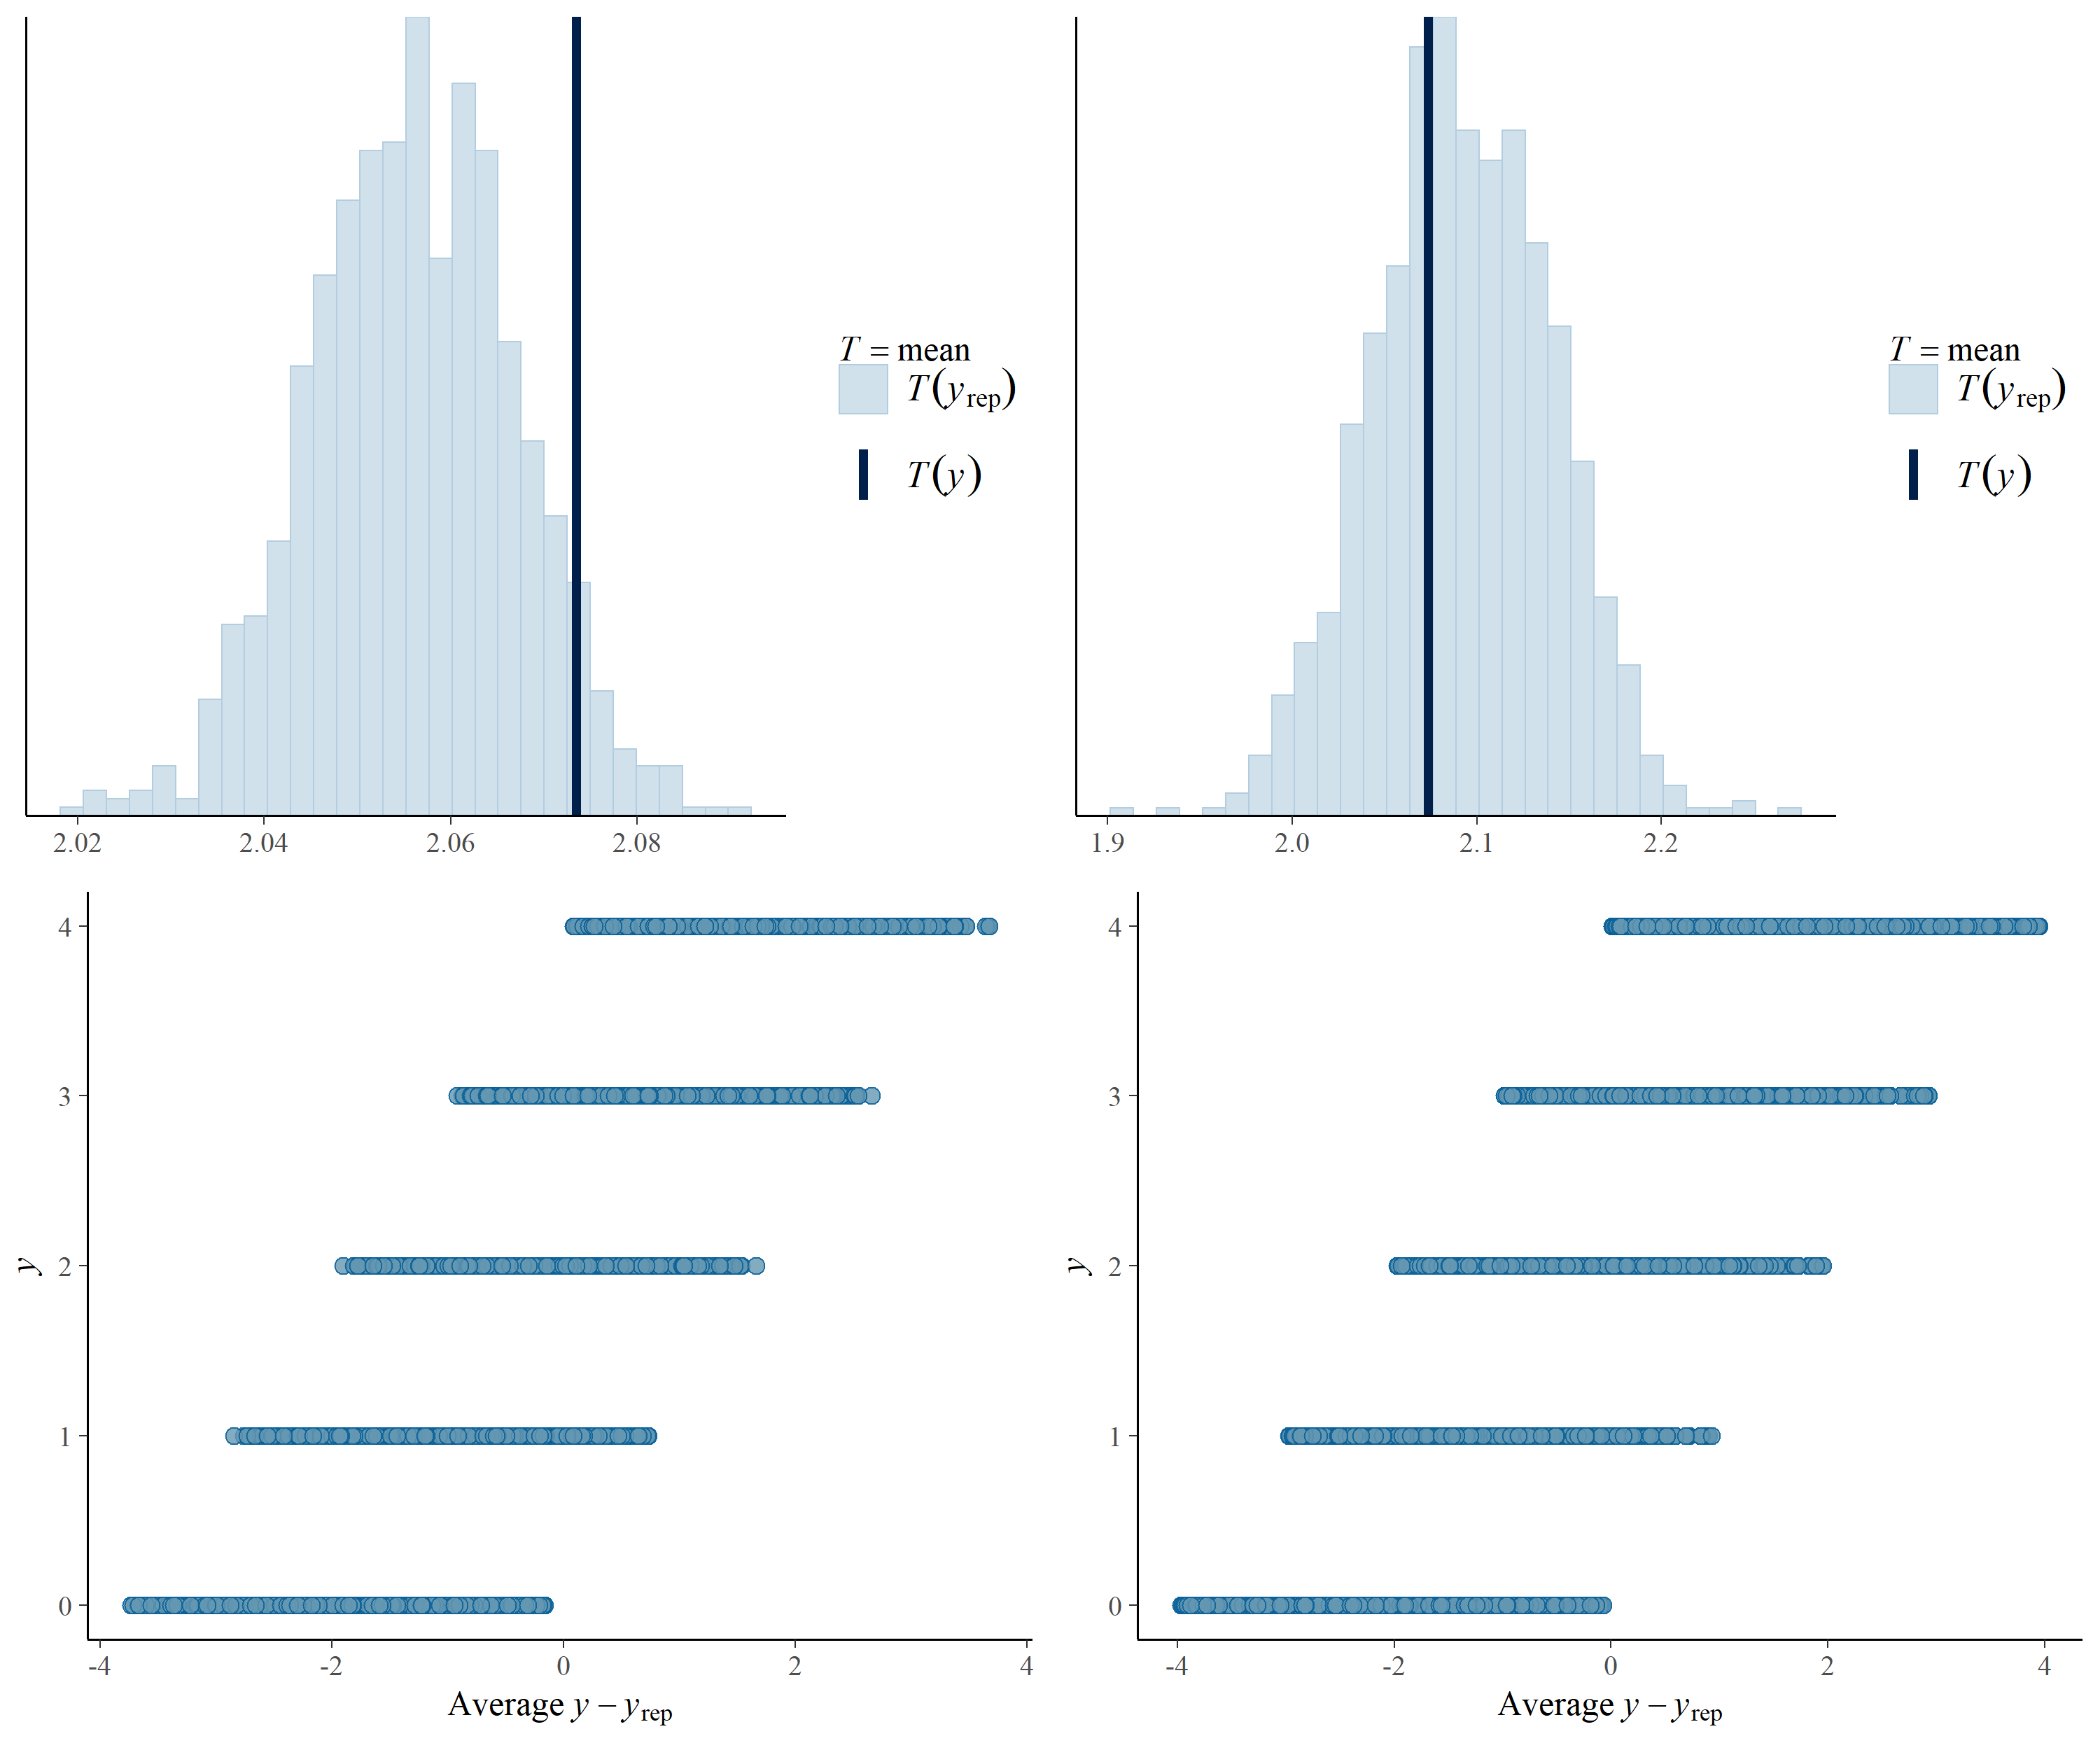 T = mean
T(yrep)
T(y)
2.02 2.04 2.06 2.08
T = mean
T(yrep)
T(y)
1.9 2.0 2.1 2.2
4
3
2
1
0
y
-4 -2 0 2 4
Average y − yrep
4
3
2
1
0
y
-4 -2 0 2 4
Average y − yrep